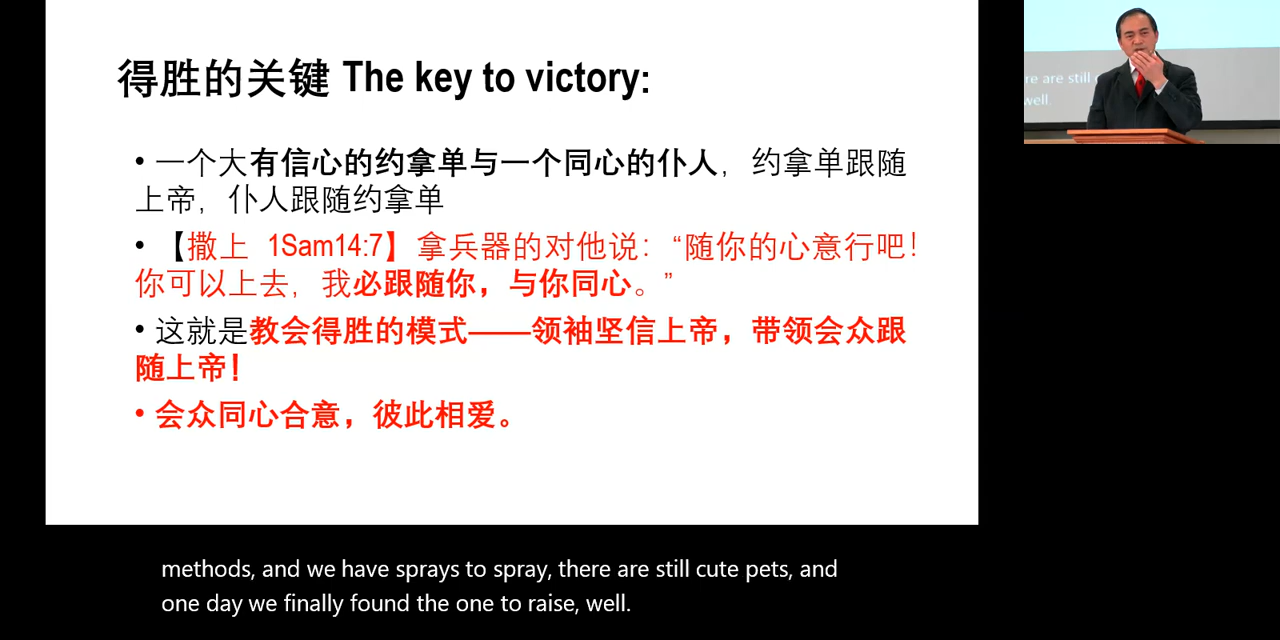 得胜的关键 The key to victory:
• 一个大有信心的约拿单与一个同心的仆人，约拿单跟随
上帝，仆人跟随约拿单
• 【撒上 1Sam14:7】拿兵器的对他说：“随你的心意行吧！
你可以上去，我必跟随你，与你同心。”
• 这就是教会得胜的模式——领袖坚信上帝，带领会众跟
随上帝！
• 会众同心合意，彼此相爱。
re are still
well.
methods, and we have sprays to spray, there are still cute pets, and
one day we finally found the one to raise, well.